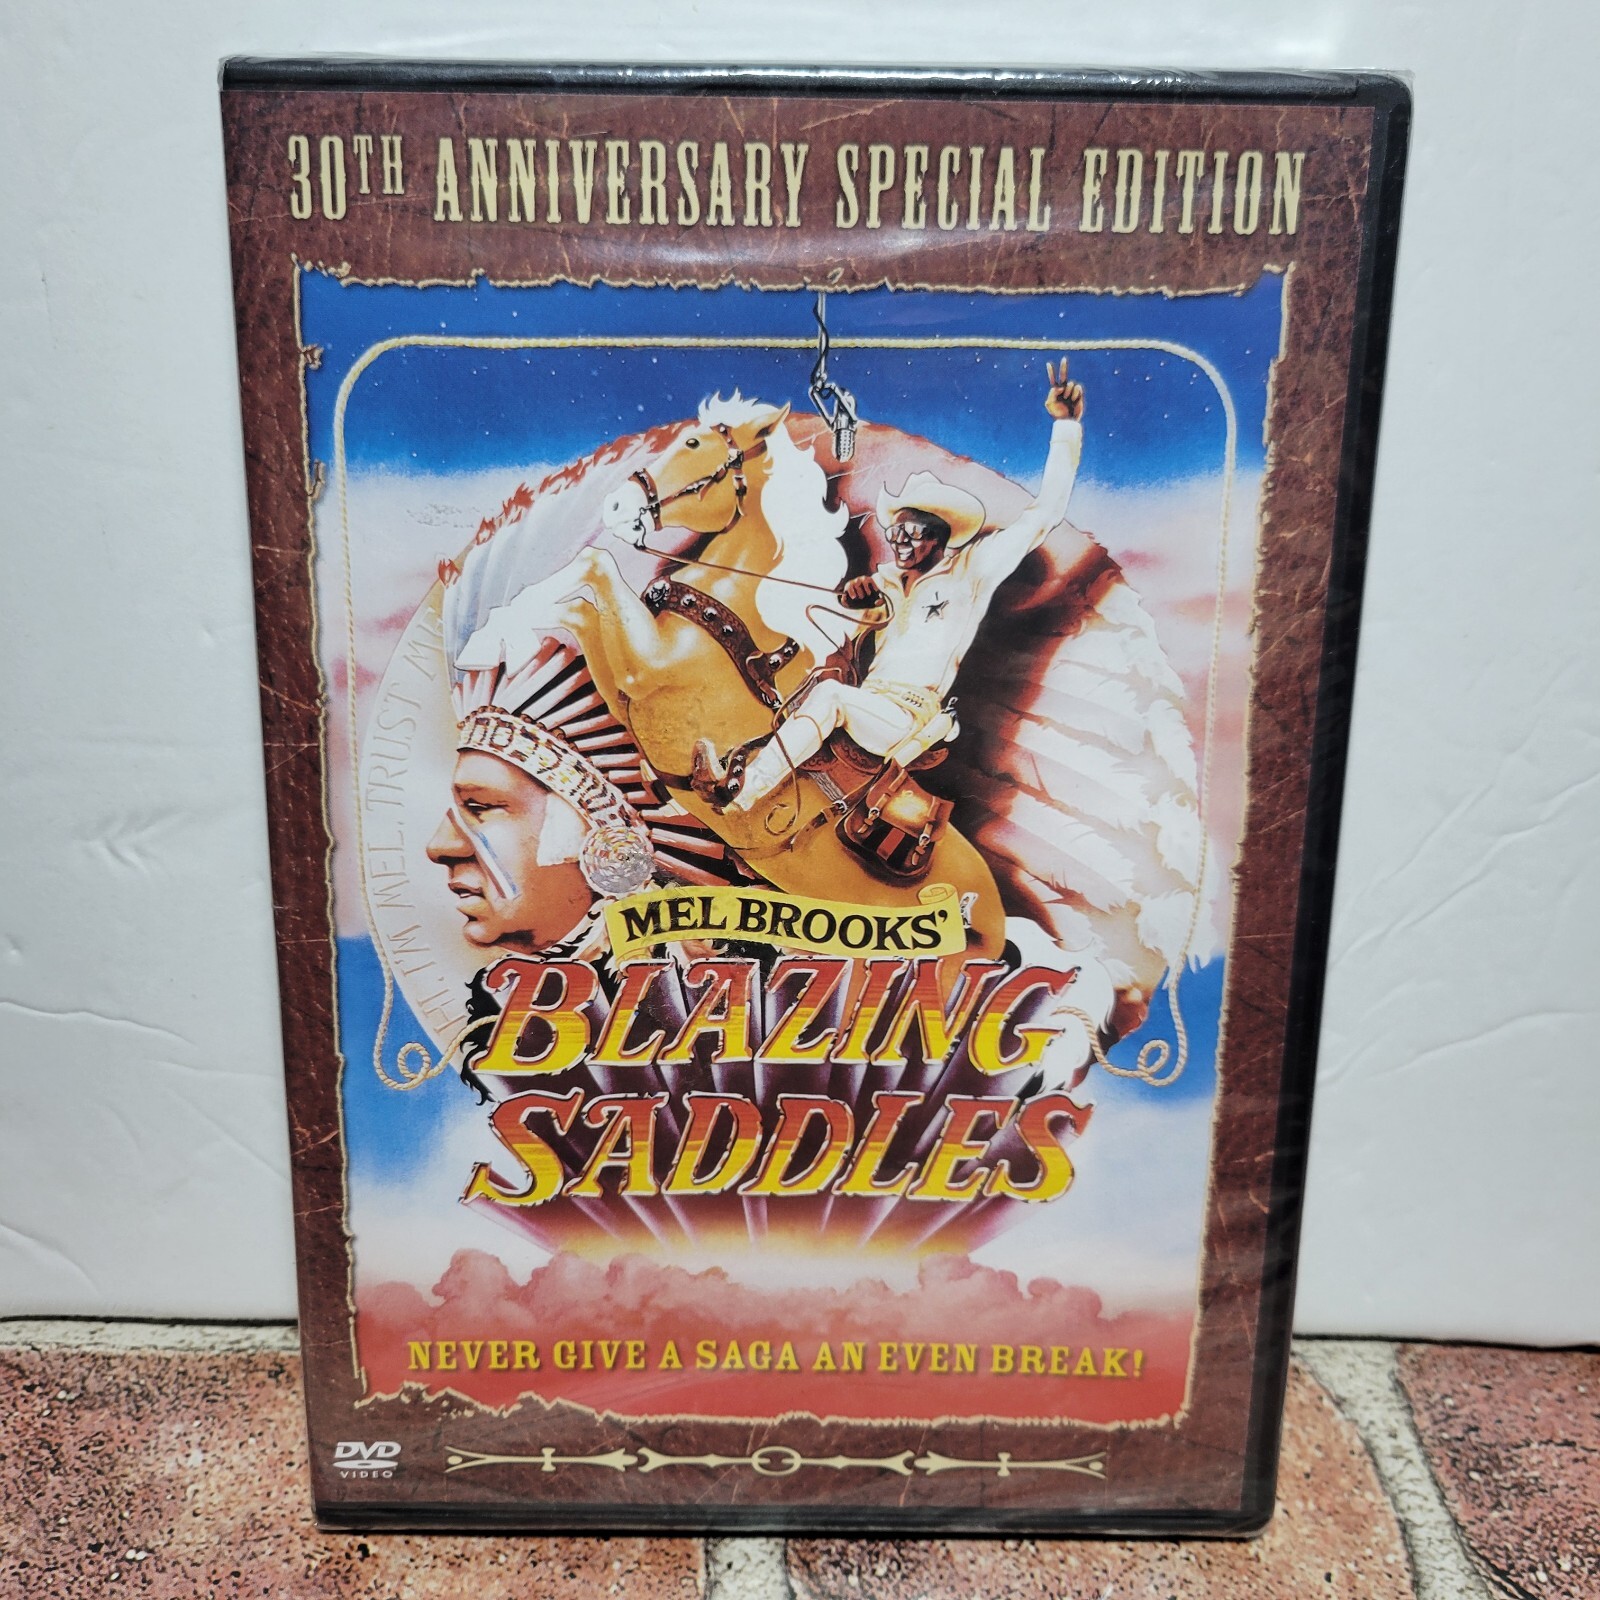 30TH ANNIVERSARY SPECIAL EDITION
HI. I'M MEL. TRUST ME.
MEL BROOKS'
BLAZING
SADDLES
NEVER GIVE A SAGA AN EVEN BREAK!
DVD
VIDEO